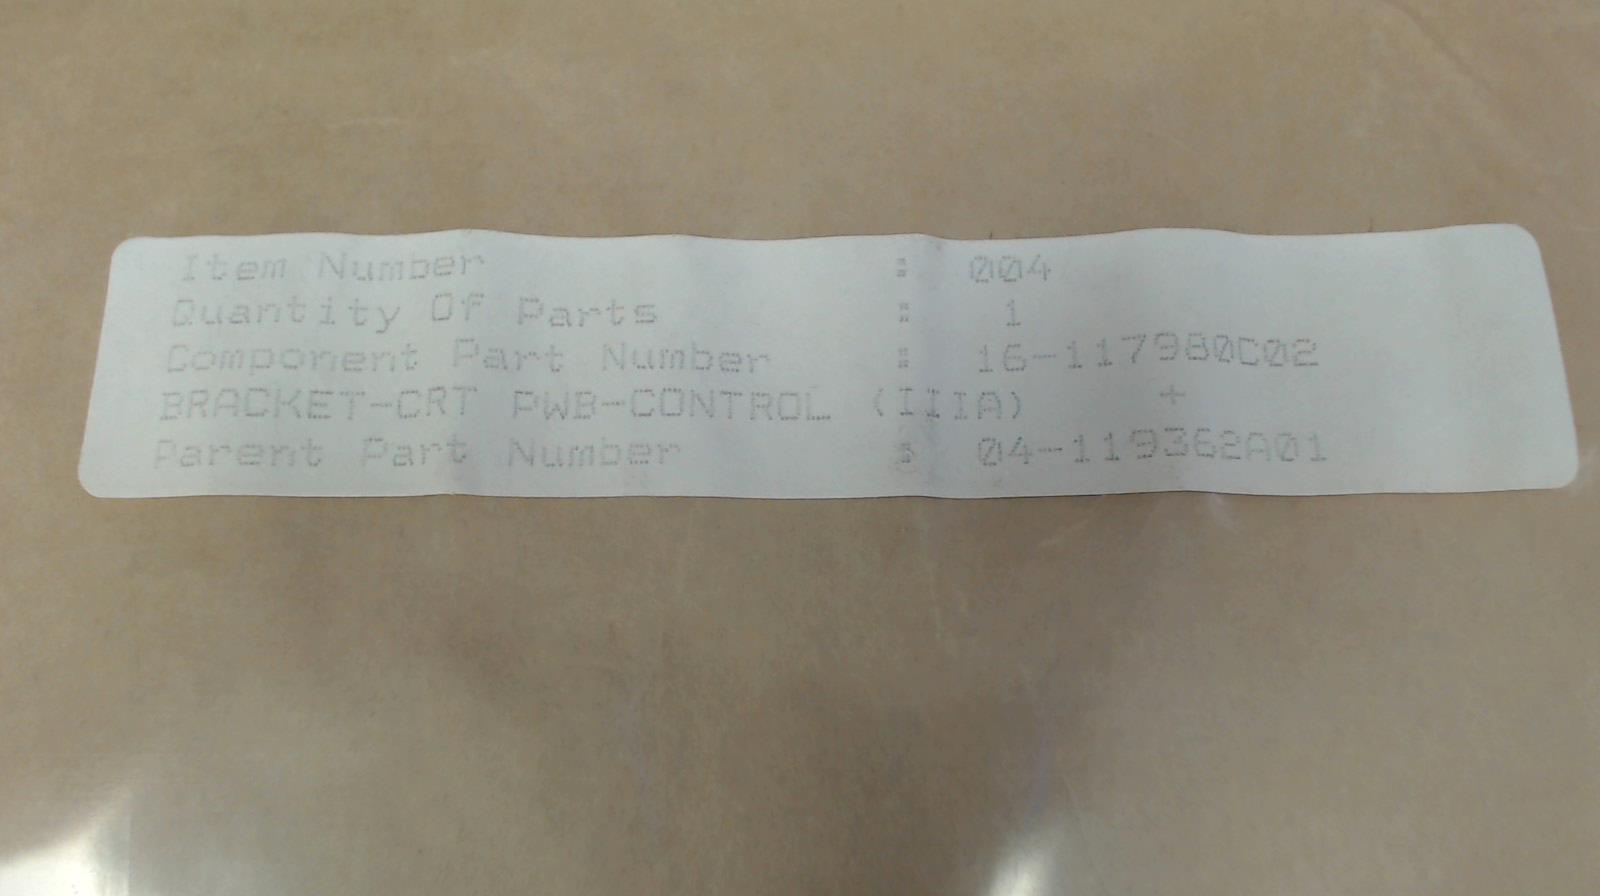 Item Number : 004
Quantity Of Parts : 1
Component Part Number : 16-117980C02
BRACKET-CRT PWB-CONTROL (IIIA) +
Parent Part Number : 04-119362A01